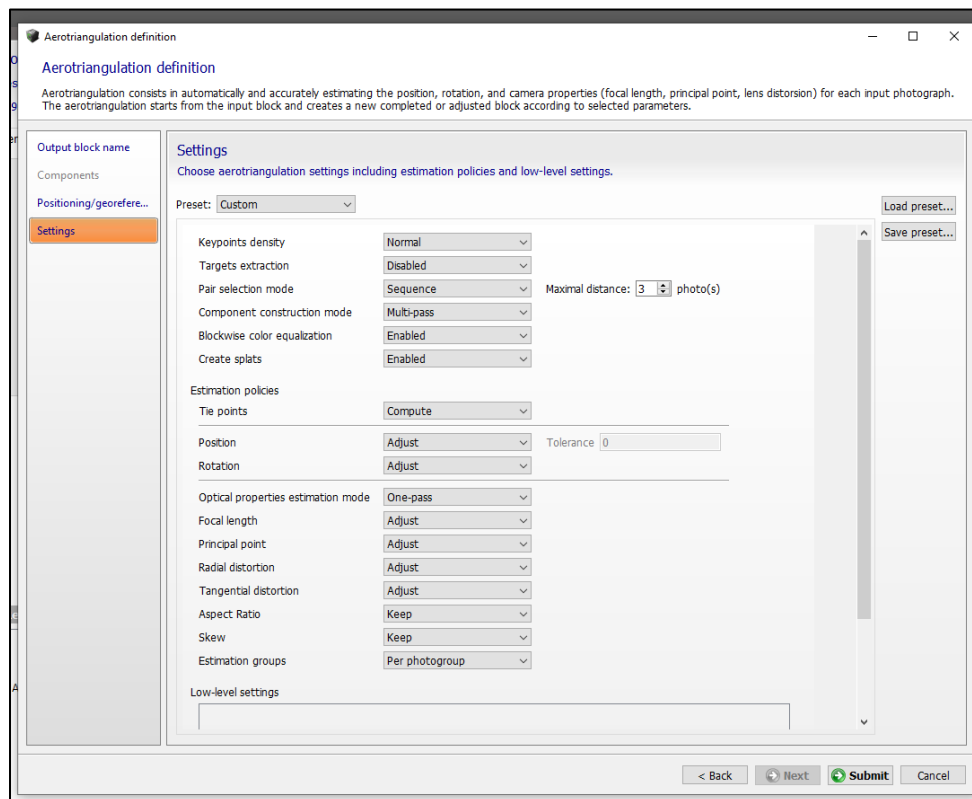 Aerotriangulation definition
Aerotriangulation definition
Aerotriangulation consists in automatically and accurately estimating the position, rotation, and camera properties (focal length, principal point, lens distorsion) for each input photograph.
The aerotriangulation starts from the input block and creates a new completed or adjusted block according to selected parameters.
Output block name
Components
Positioning/georefere...
Settings
Settings
Choose aerotriangulation settings including estimation policies and low-level settings.
Preset: Custom
Load preset...
Save preset...
Keypoints density Normal
Targets extraction Disabled
Pair selection mode Sequence Maximal distance: 3 photo(s)
Component construction mode Multi-pass
Blockwise color equalization Enabled
Create splats Enabled
Estimation policies
Tie points Compute
Position Adjust Tolerance 0
Rotation Adjust
Optical properties estimation mode One-pass
Focal length Adjust
Principal point Adjust
Radial distortion Adjust
Tangential distortion Adjust
Aspect Ratio Keep
Skew Keep
Estimation groups Per photogroup
Low-level settings
< Back Next Submit Cancel